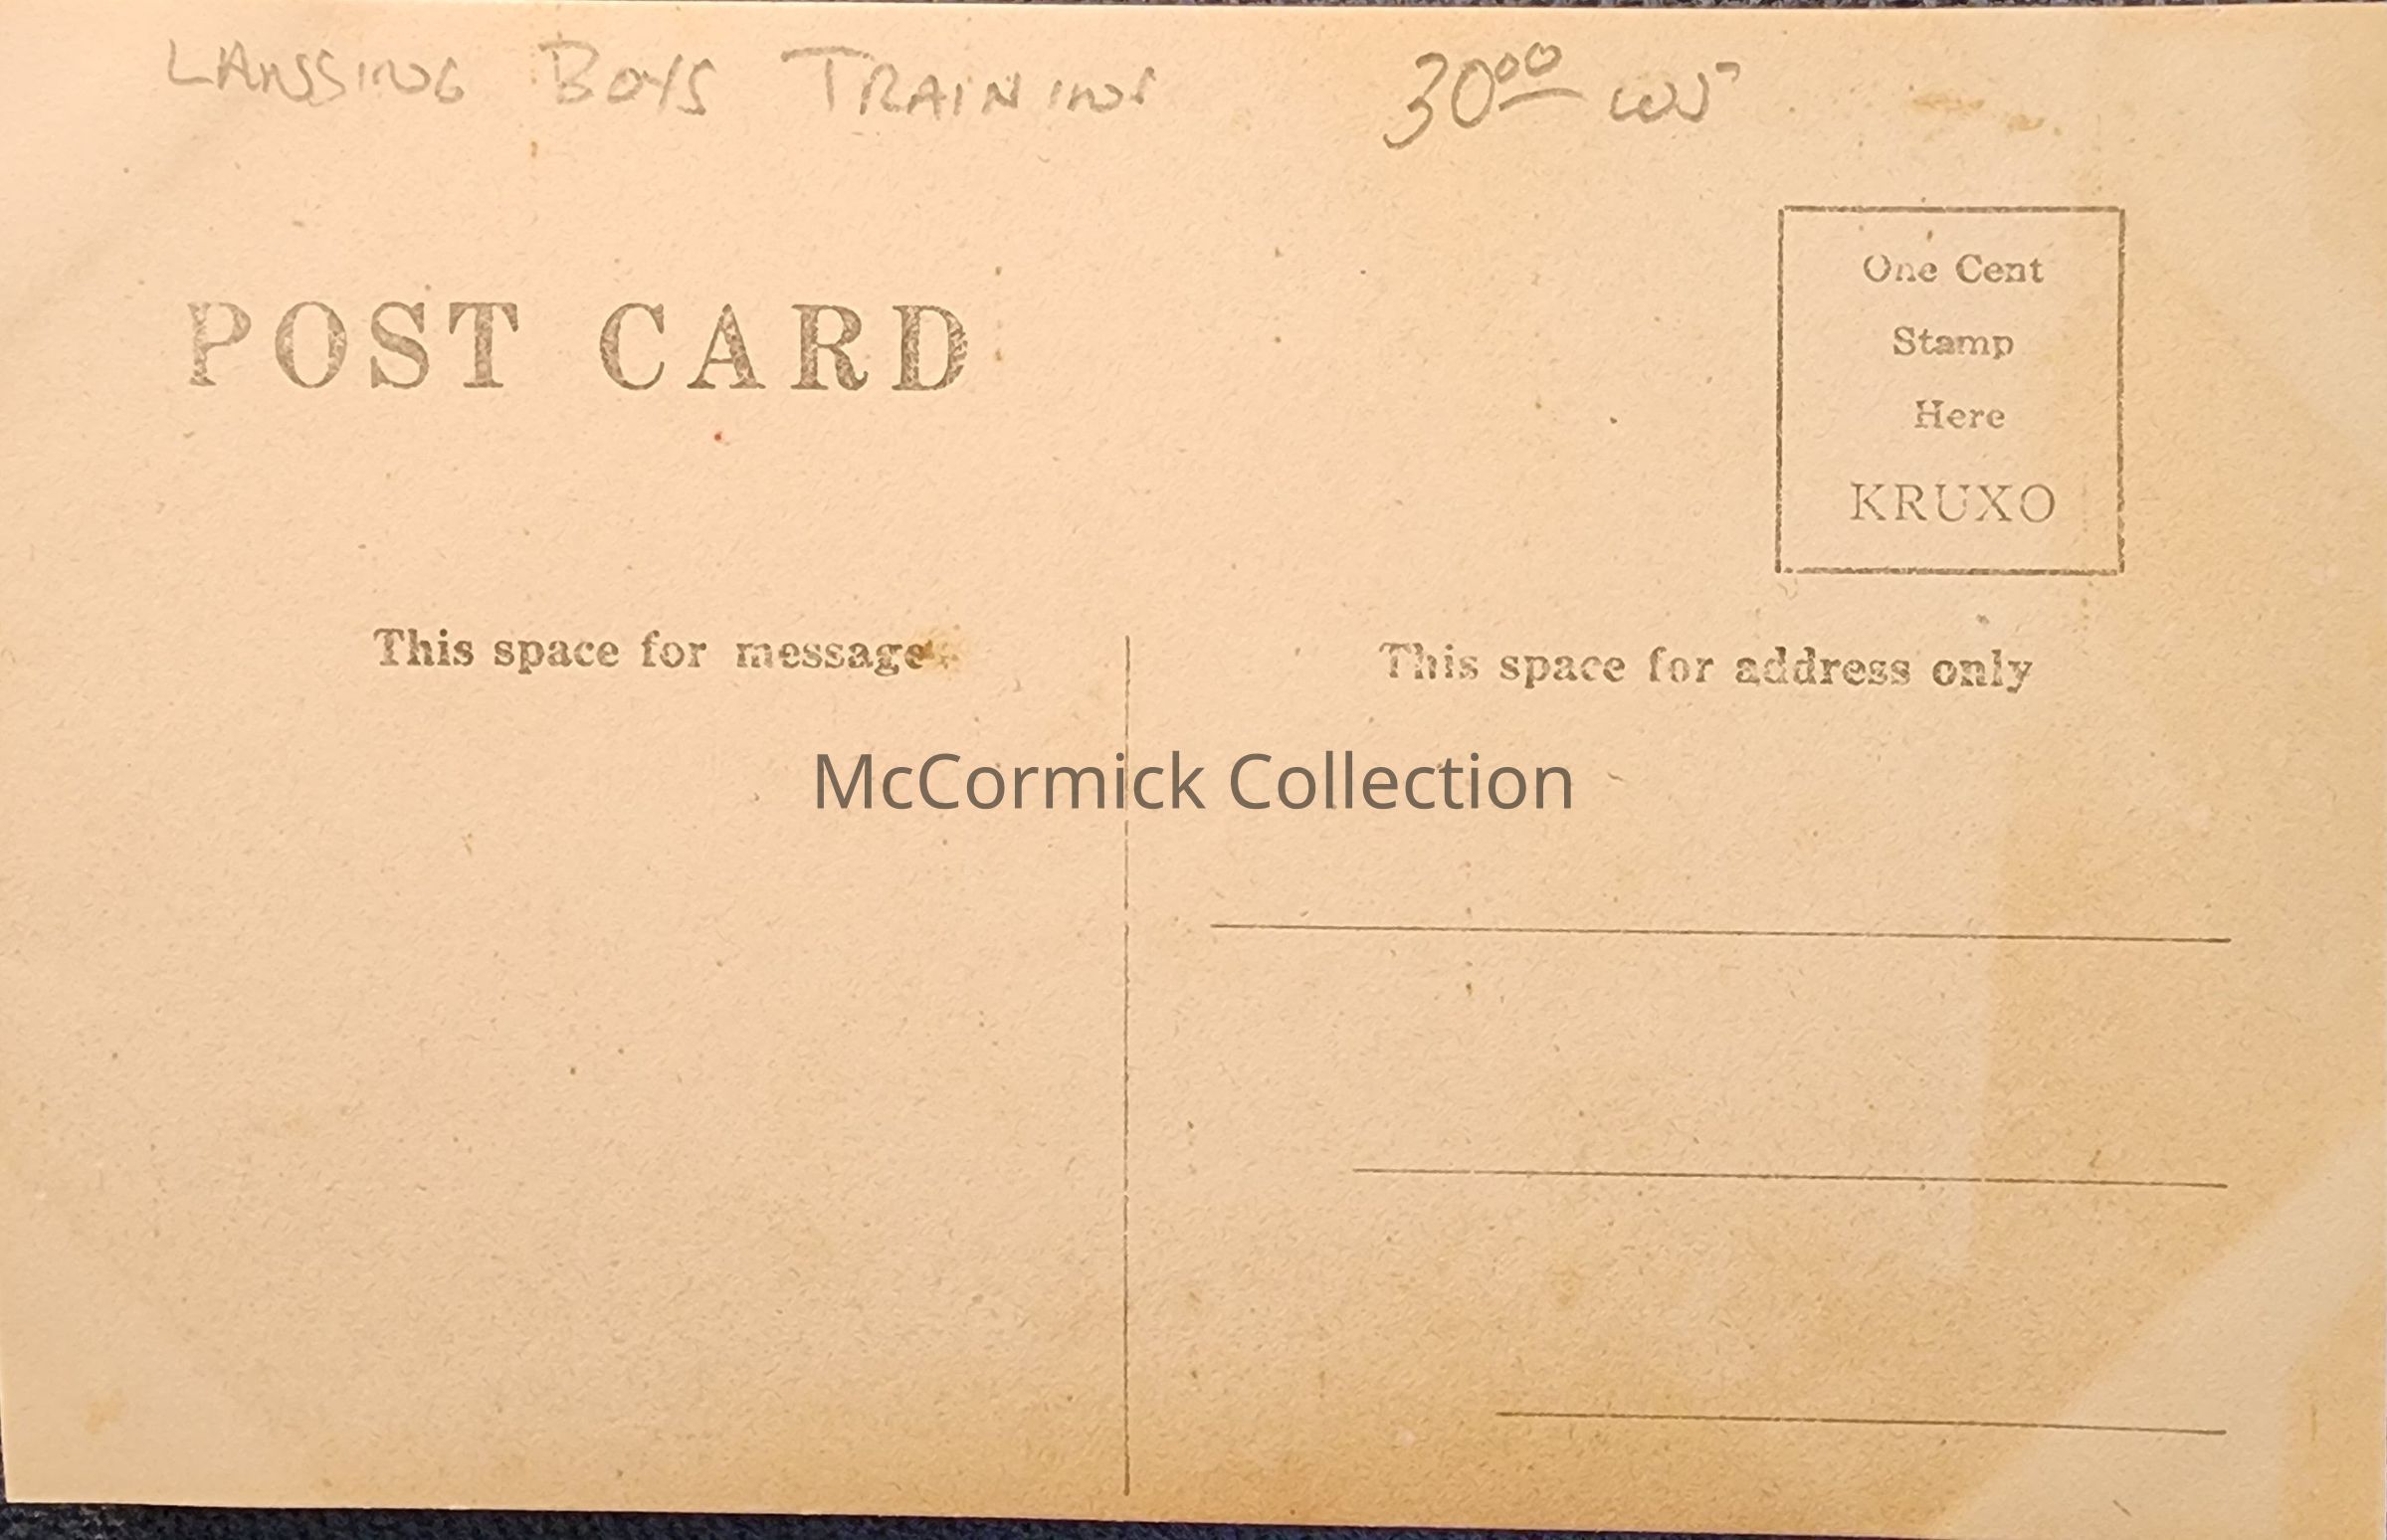 LANSSING BOYS TRAINING 3000 WJ
POST CARD
One Cent
Stamp
Here
KRUXO
This space for message
This space for address only
McCormick Collection